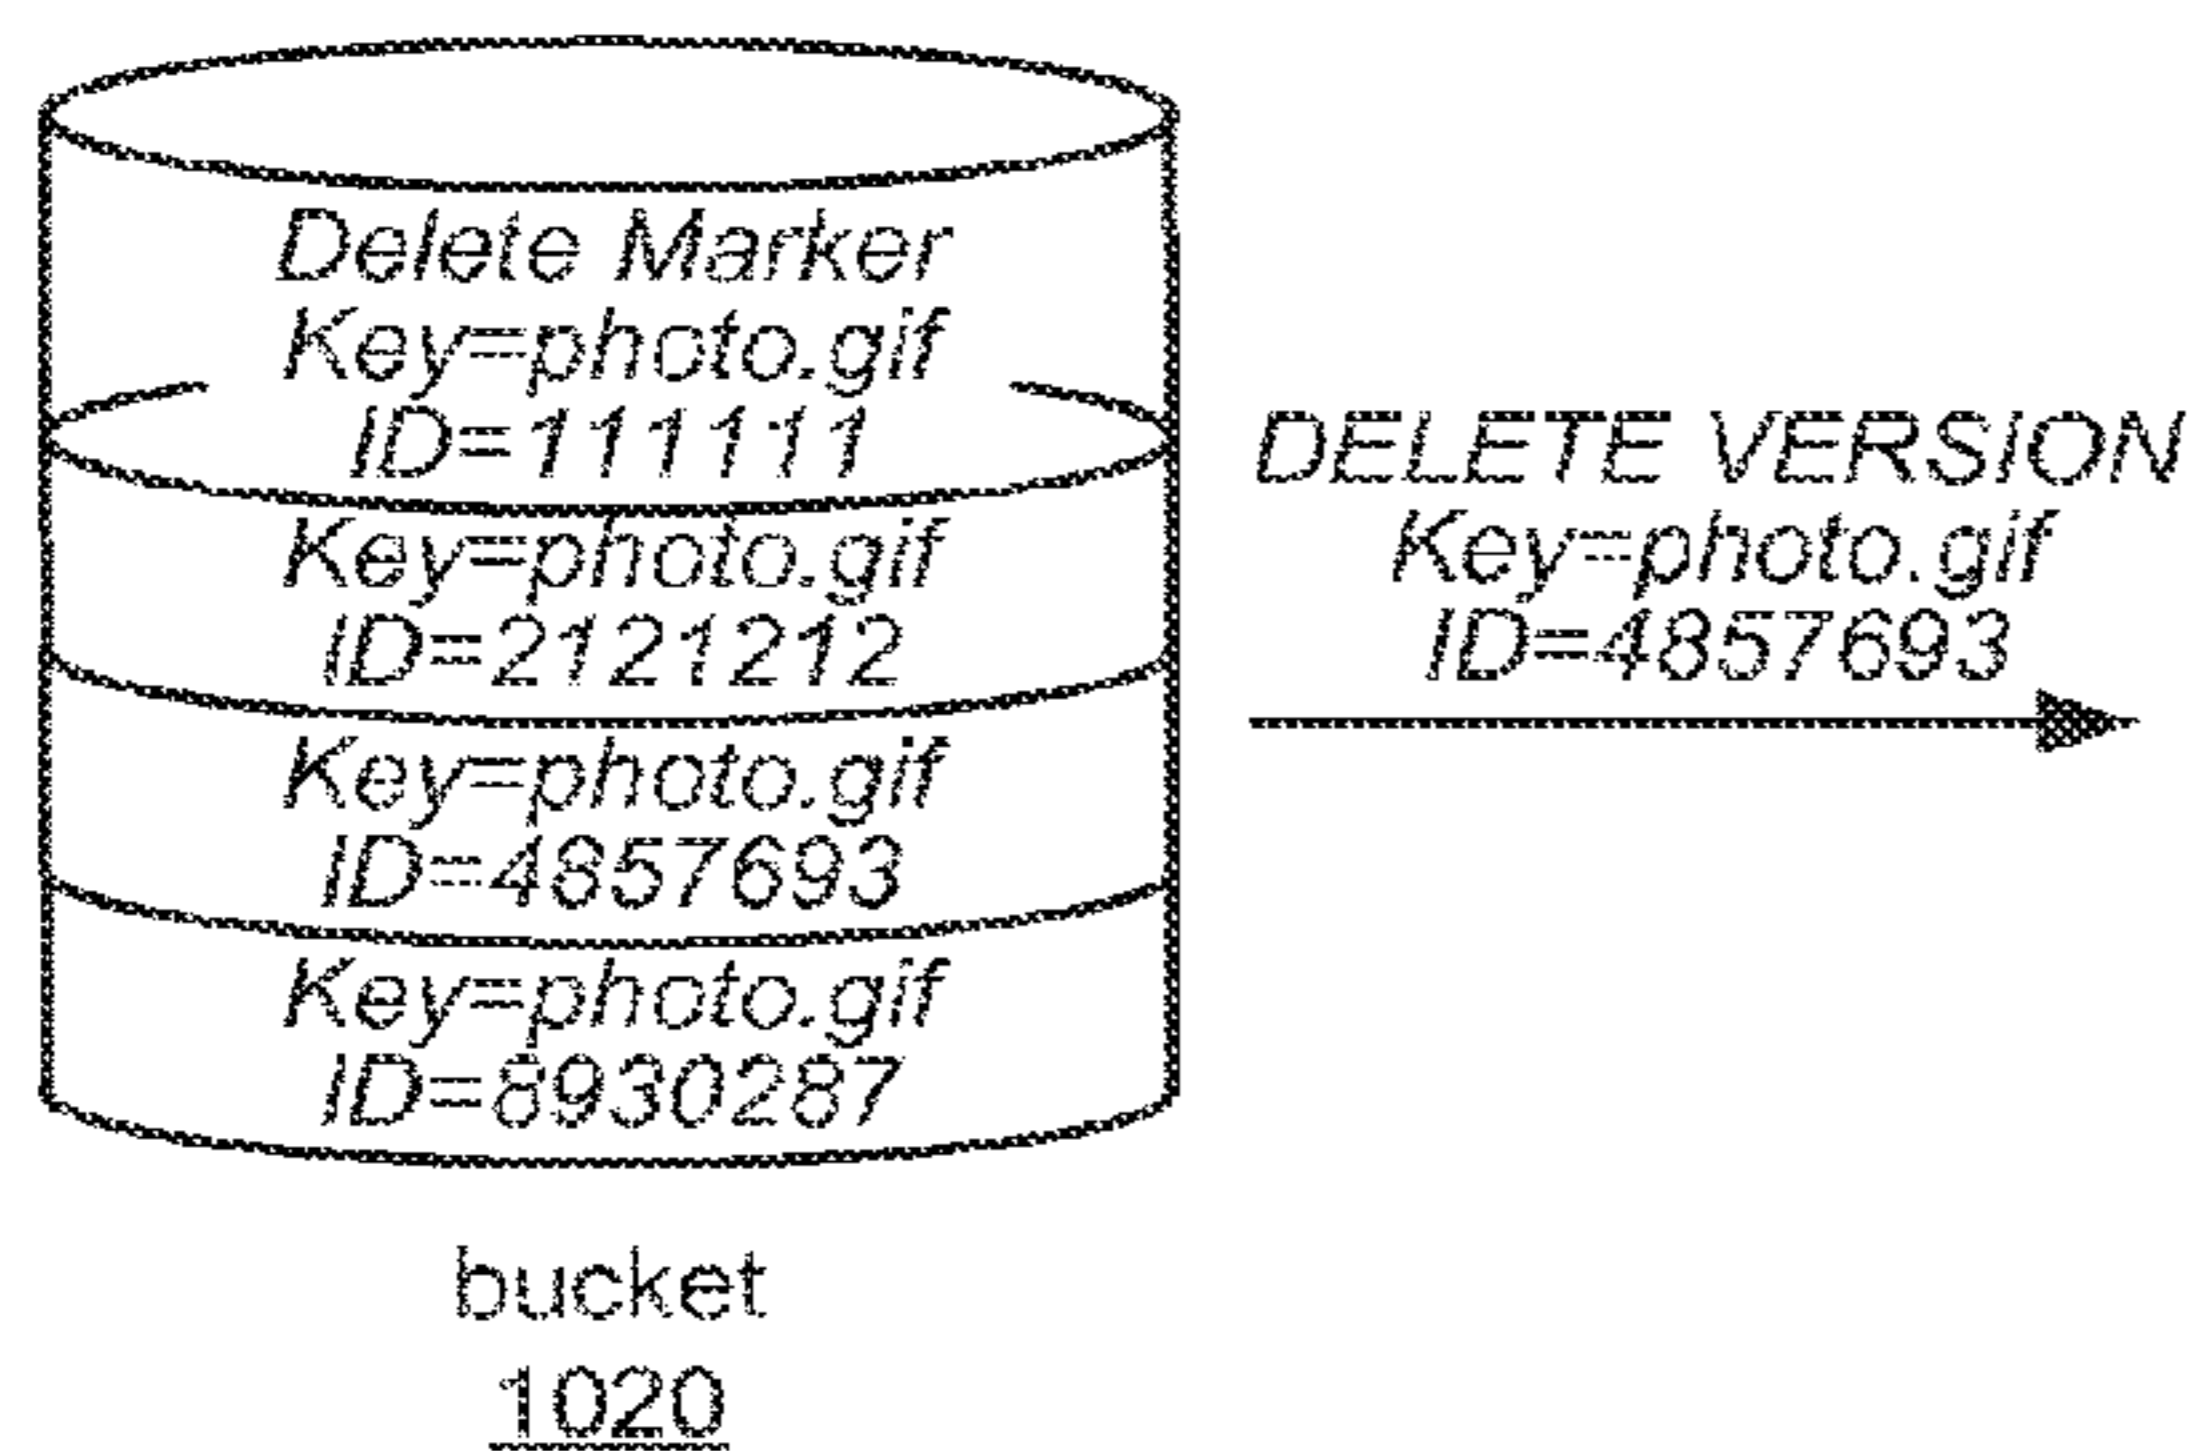 Delete Marker
Key=photo.gif
ID=111111
Key=photo.gif
ID=2121212
Key=photo.gif
ID=4857693
Key=photo.gif
ID=8930287
bucket
1020
DELETE VERSION
Key=photo.gif
ID=4857693